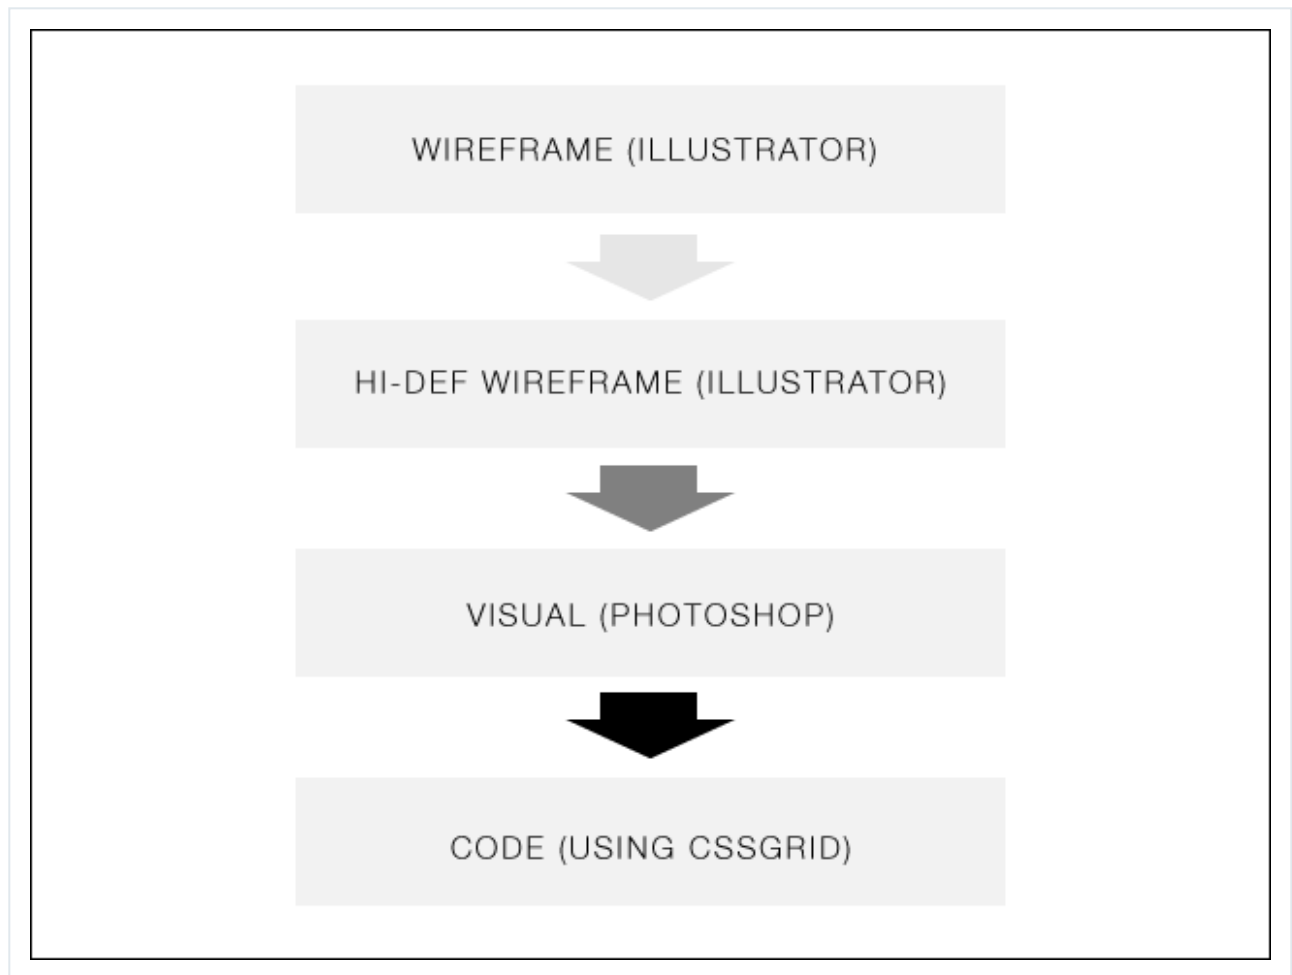 WIREFRAME (ILLUSTRATOR)
HI-DEF WIREFRAME (ILLUSTRATOR)
VISUAL (PHOTOSHOP)
CODE (USING CSSGRID)